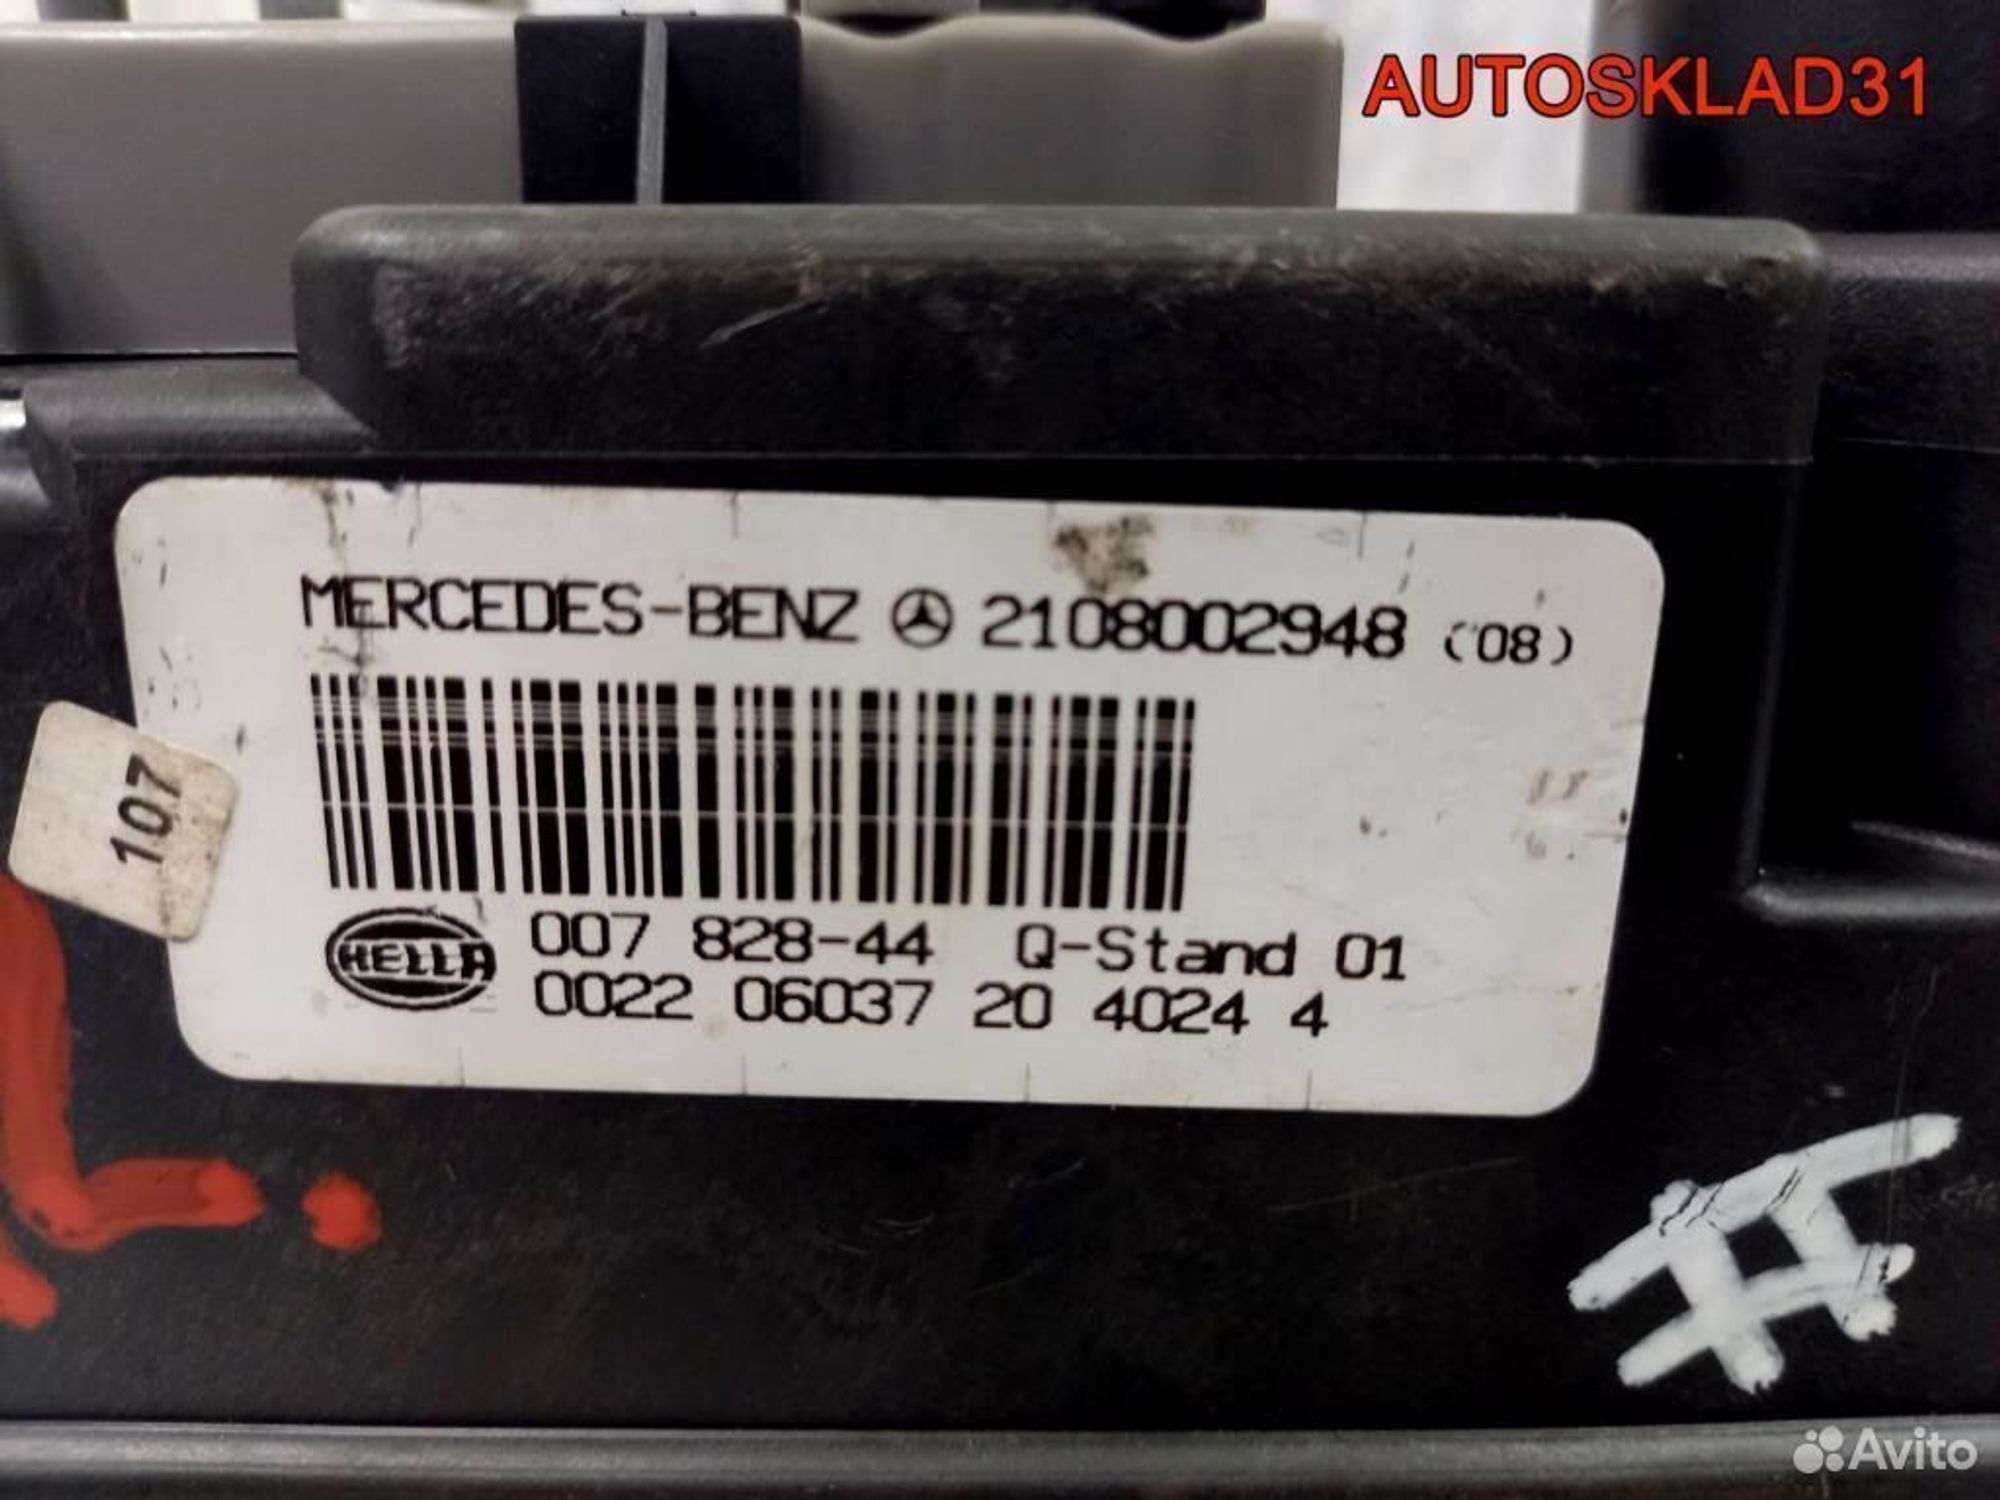 AUTOSKLAD31
MERCEDES-BENZ 2108002948 (08)
107
HELLA 007 828-44 Q-Stand 01
0022 06037 20 4024 4
L.
#
Avito